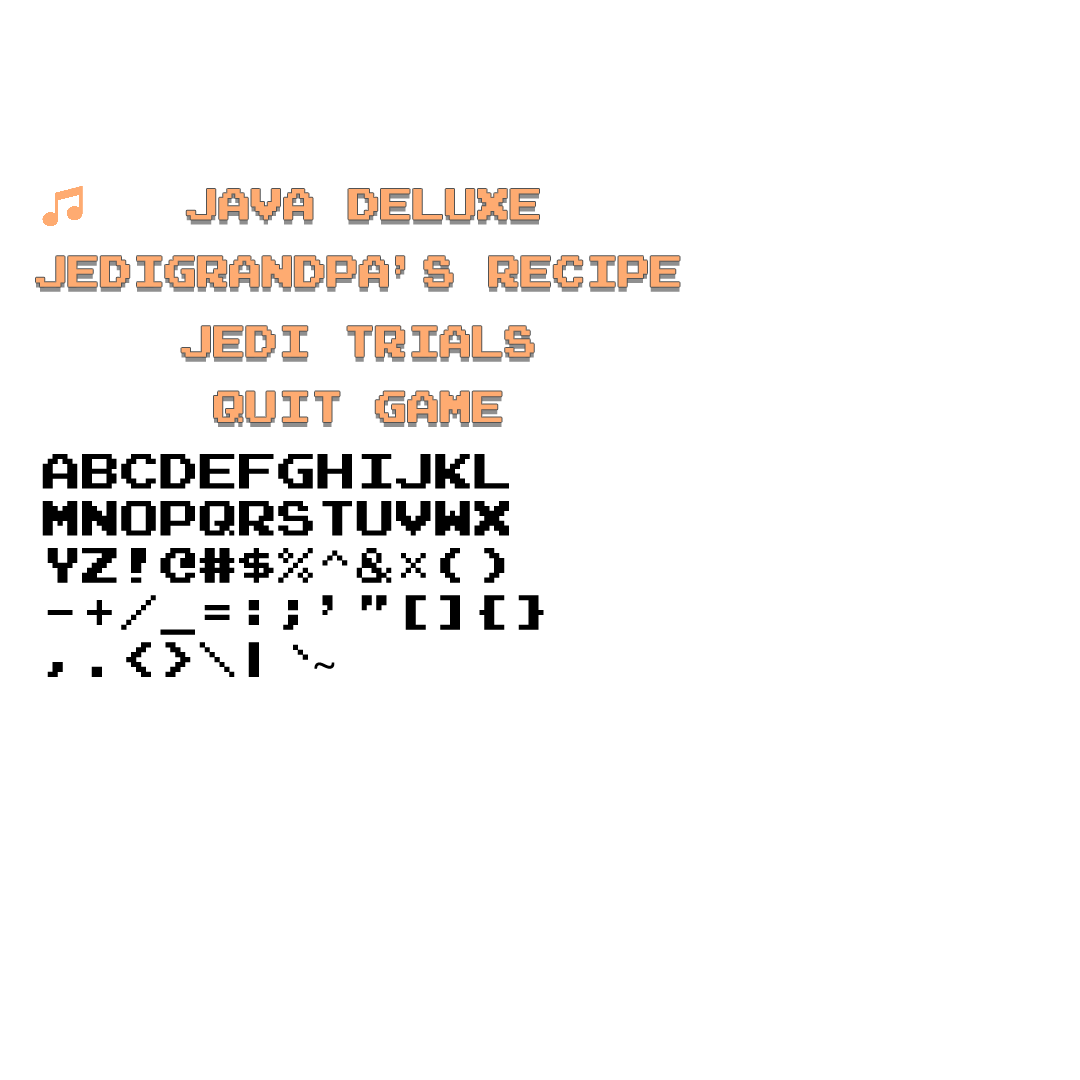 JAVA DELUXE
JEDIGRANDPA'S RECIPE
JEDI TRIALS
QUIT GAME
ABCDEFGHIJKL
MNOPQRSTUVWX
YZ!@#$%^&×()
-+/_=:;'"[]{}
,.<>\|`~